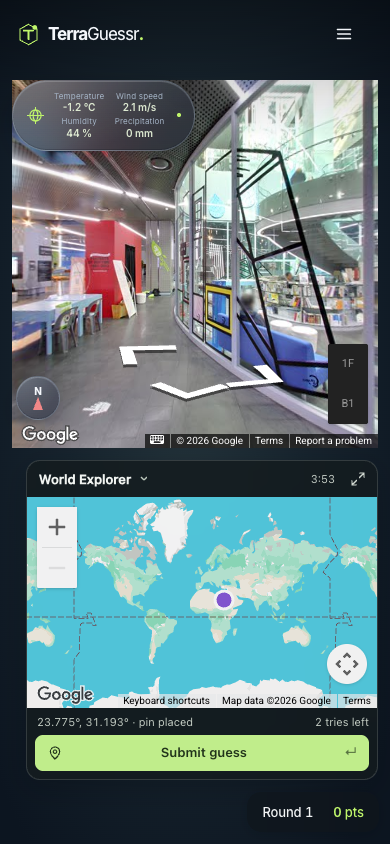 TerraGuessr.
Temperature
-1.2 °C
Wind speed
2.1 m/s
Humidity
44 %
Precipitation
0 mm
1F
B1
N
Google
© 2026 Google
Terms
Report a problem
World Explorer
3:53
Google
Keyboard shortcuts
Map data ©2026 Google
Terms
23.775°, 31.193° · pin placed
2 tries left
Submit guess
Round 1
0 pts